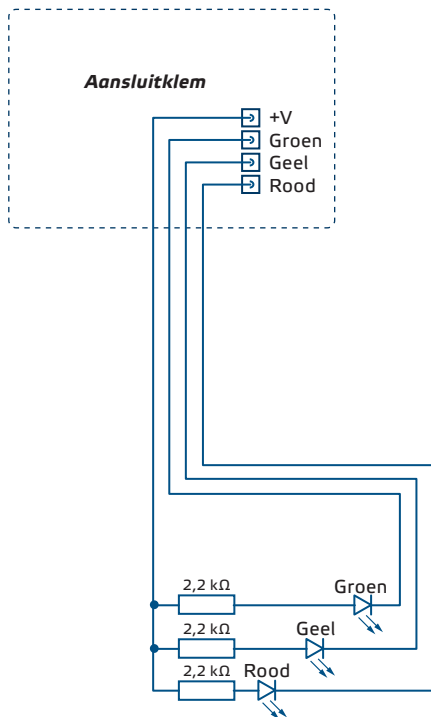 Aansluitklem
+V
Groen
Geel
Rood
2,2 kΩ
Groen
2,2 kΩ
Geel
2,2 kΩ
Rood